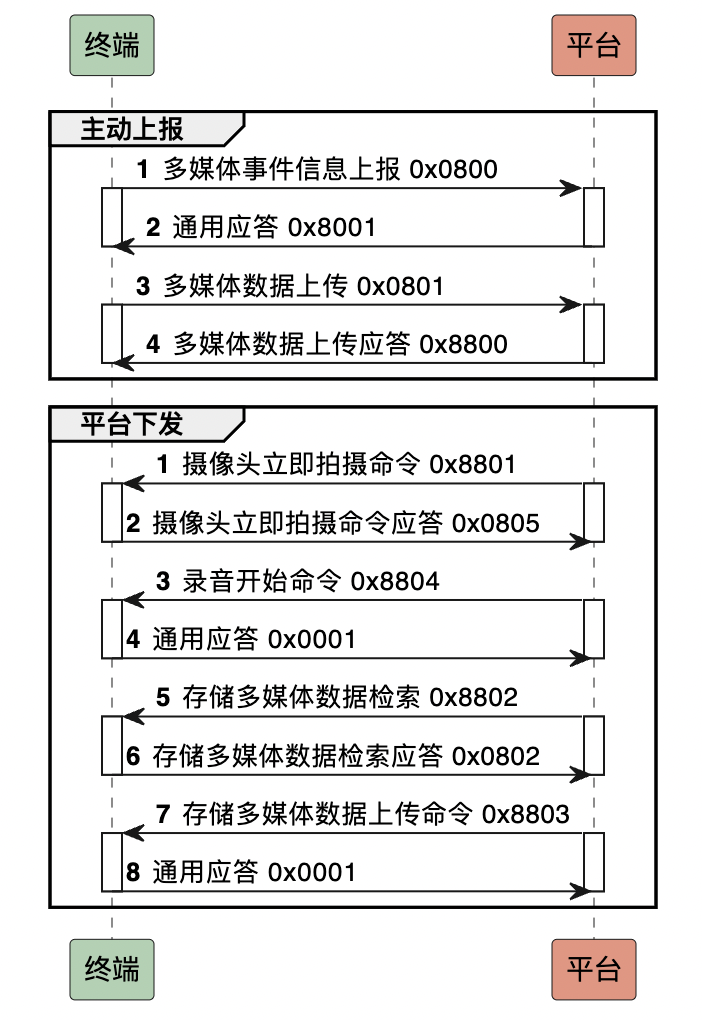 终端 平台
主动上报
1 多媒体事件信息上报 0x0800
2 通用应答 0x8001
3 多媒体数据上传 0x0801
4 多媒体数据上传应答 0x8800
平台下发
1 摄像头立即拍摄命令 0x8801
2 摄像头立即拍摄命令应答 0x0805
3 录音开始命令 0x8804
4 通用应答 0x0001
5 存储多媒体数据检索 0x8802
6 存储多媒体数据检索应答 0x0802
7 存储多媒体数据上传命令 0x8803
8 通用应答 0x0001
终端 平台